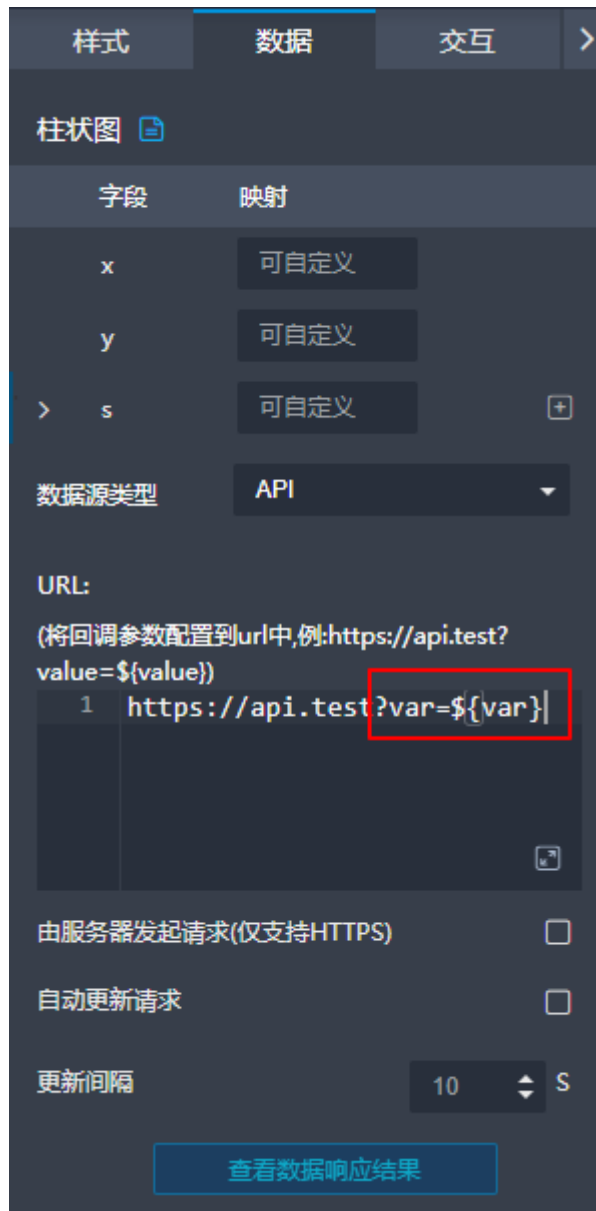 样式 数据 交互
柱状图
字段 映射
x 可自定义
y 可自定义
s 可自定义
数据源类型 API
URL:
(将回调参数配置到url中,例:https://api.test?
value=${value})
1 https://api.test?var=${var}
由服务器发起请求(仅支持HTTPS)
自动更新请求
更新间隔 10 S
查看数据响应结果